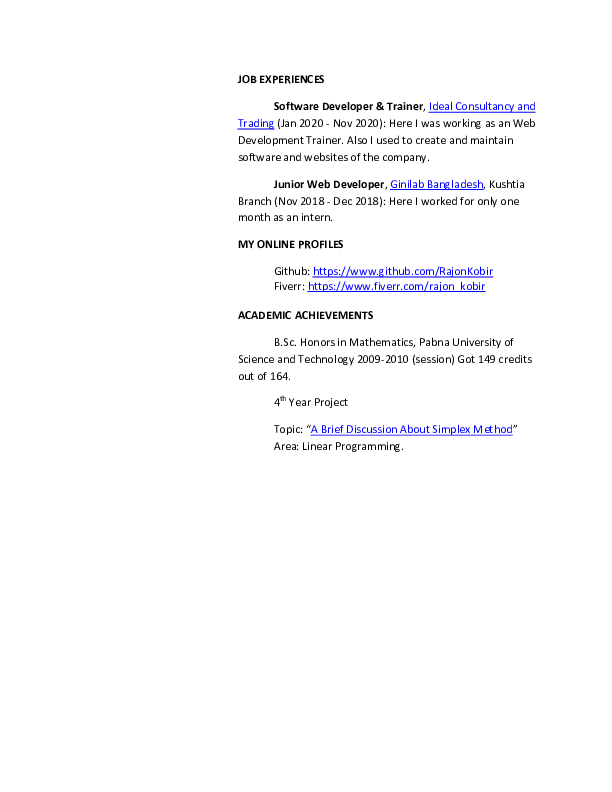 JOB EXPERIENCES
Software Developer & Trainer, Ideal Consultancy and
Trading (Jan 2020 - Nov 2020): Here I was working as an Web
Development Trainer. Also I used to create and maintain
software and websites of the company.
Junior Web Developer, Ginilab Bangladesh, Kushtia
Branch (Nov 2018 - Dec 2018): Here I worked for only one
month as an intern.
MY ONLINE PROFILES
Github: https://www.github.com/RajonKobir
Fiverr: https://www.fiverr.com/rajon_kobir
ACADEMIC ACHIEVEMENTS
B.Sc. Honors in Mathematics, Pabna University of
Science and Technology 2009-2010 (session) Got 149 credits
out of 164.
4th Year Project
Topic: “A Brief Discussion About Simplex Method”
Area: Linear Programming.